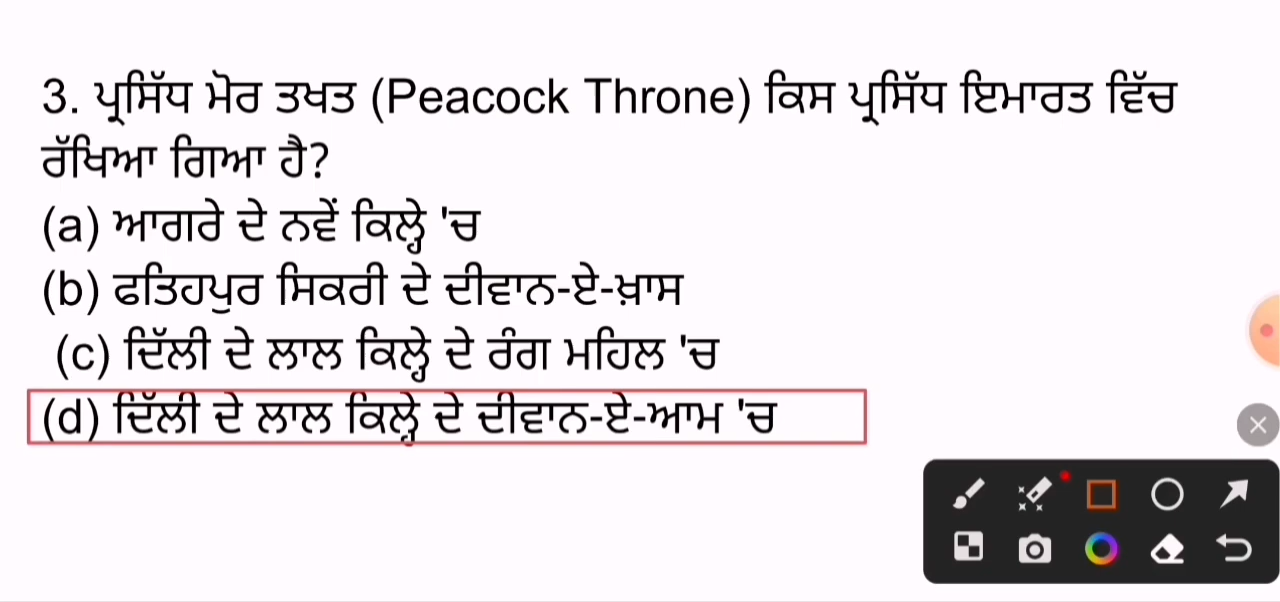 3. ਪ੍ਰਸਿੱਧ ਮੋਰ ਤਖਤ (Peacock Throne) ਕਿਸ ਪ੍ਰਸਿੱਧ ਇਮਾਰਤ ਵਿੱਚ
ਰੱਖਿਆ ਗਿਆ ਹੈ?
(a) ਆਗਰੇ ਦੇ ਨਵੇਂ ਕਿਲ੍ਹੇ 'ਚ
(b) ਫਤਿਹਪੁਰ ਸਿਕਰੀ ਦੇ ਦੀਵਾਨ-ਏ-ਖ਼ਾਸ
(c) ਦਿੱਲੀ ਦੇ ਲਾਲ ਕਿਲ੍ਹੇ ਦੇ ਰੰਗ ਮਹਿਲ 'ਚ
(d) ਦਿੱਲੀ ਦੇ ਲਾਲ ਕਿਲ੍ਹੇ ਦੇ ਦੀਵਾਨ-ਏ-ਆਮ 'ਚ